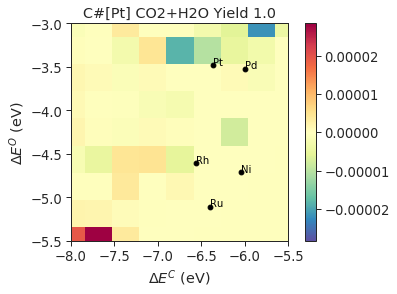 C#[Pt] CO2+H2O Yield 1.0
−3.0
−3.5
−4.0
−4.5
−5.0
−5.5
ΔE^O (eV)
Pt
Pd
Rh
Ni
Ru
−8.0 −7.5 −7.0 −6.5 −6.0 −5.5
ΔE^C (eV)
0.00002
0.00001
0.00000
−0.00001
−0.00002